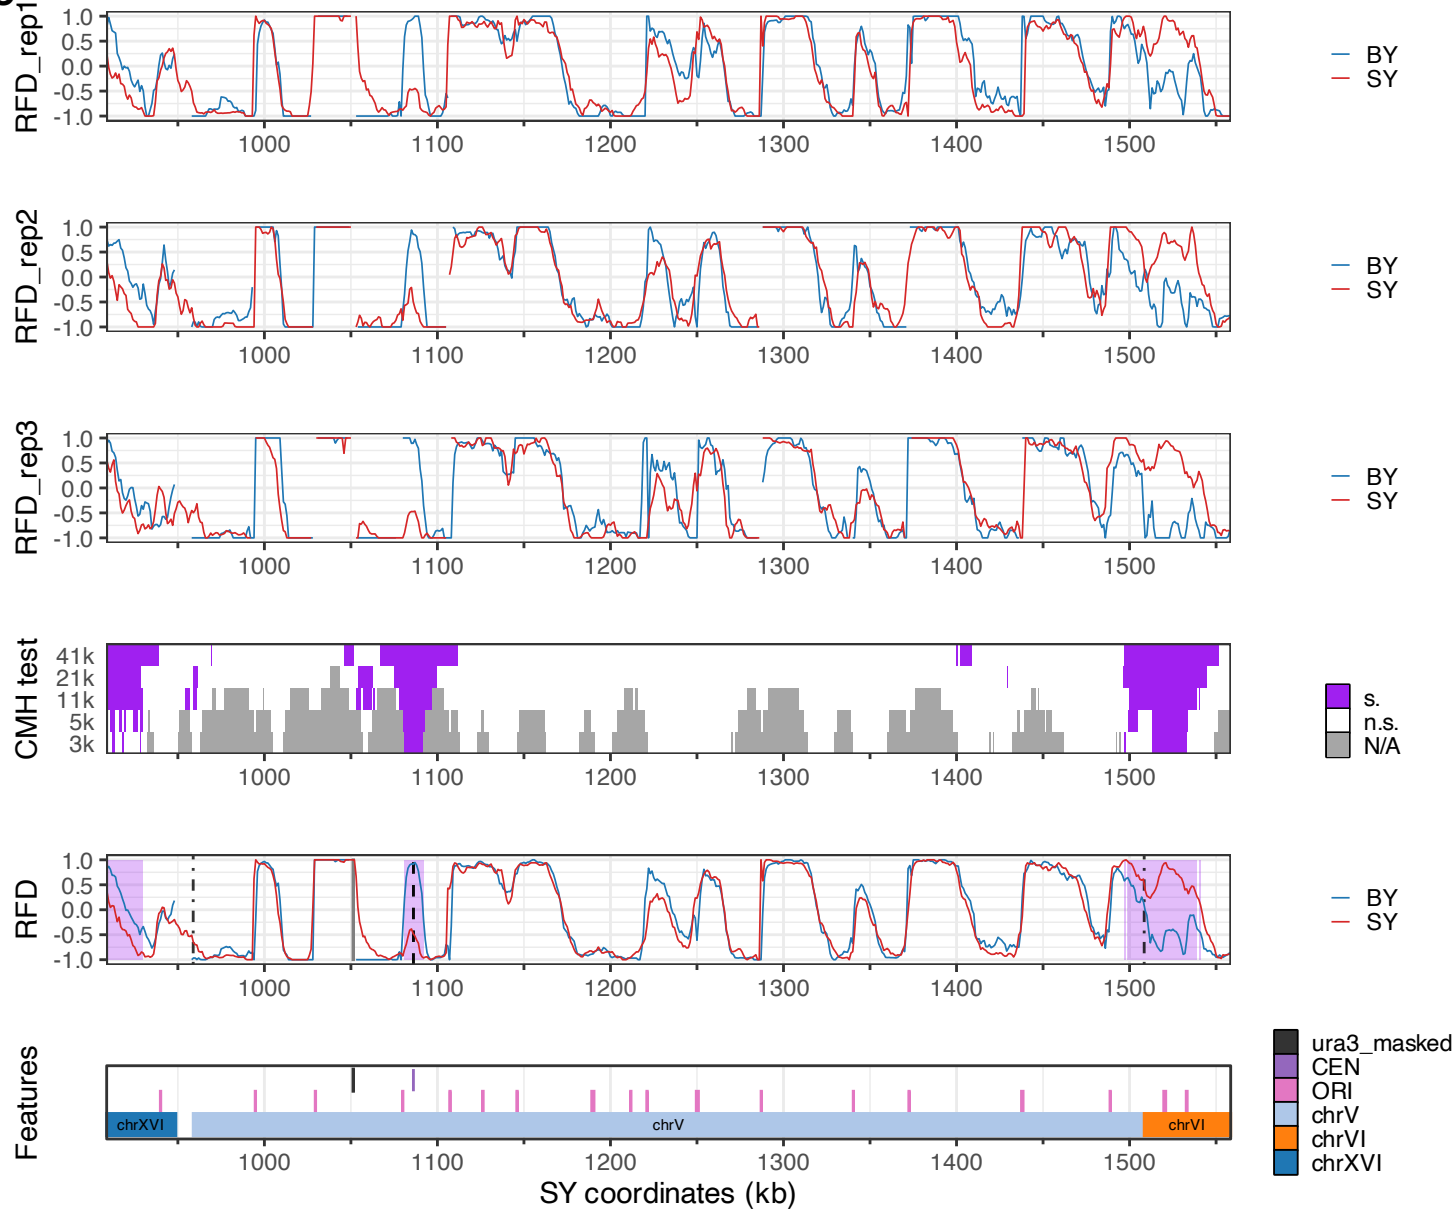 RFD_rep1
1.0
0.5
0.0
-0.5
-1.0
1000 1100 1200 1300 1400 1500
BY
SY
RFD_rep2
1.0
0.5
0.0
-0.5
-1.0
1000 1100 1200 1300 1400 1500
BY
SY
RFD_rep3
1.0
0.5
0.0
-0.5
-1.0
1000 1100 1200 1300 1400 1500
BY
SY
CMH test
41k
21k
11k
5k
3k
1000 1100 1200 1300 1400 1500
s.
n.s.
N/A
RFD
1.0
0.5
0.0
-0.5
-1.0
1000 1100 1200 1300 1400 1500
BY
SY
Features
chrXVI chrV chrVI
1000 1100 1200 1300 1400 1500
SY coordinates (kb)
ura3_masked
CEN
ORI
chrV
chrVI
chrXVI